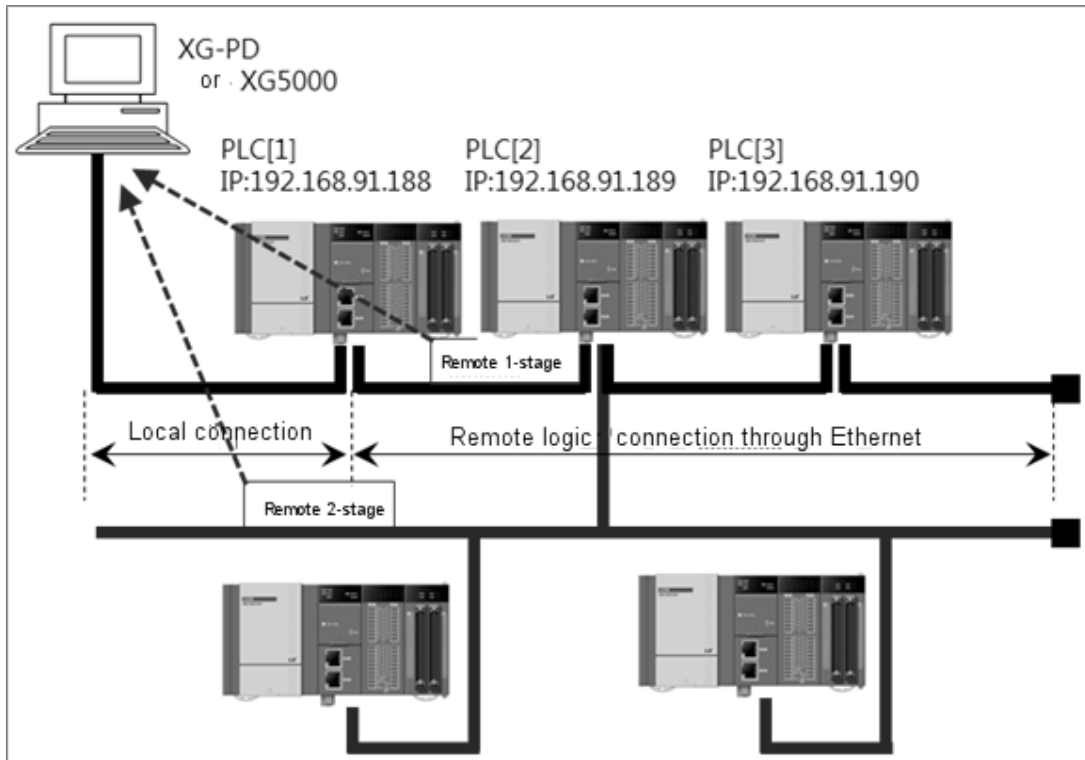 XG-PD
or XG5000
PLC[1]
IP:192.168.91.188
PLC[2]
IP:192.168.91.189
PLC[3]
IP:192.168.91.190
Remote 1-stage
Local connection
Remote logic connection through Ethernet
Remote 2-stage